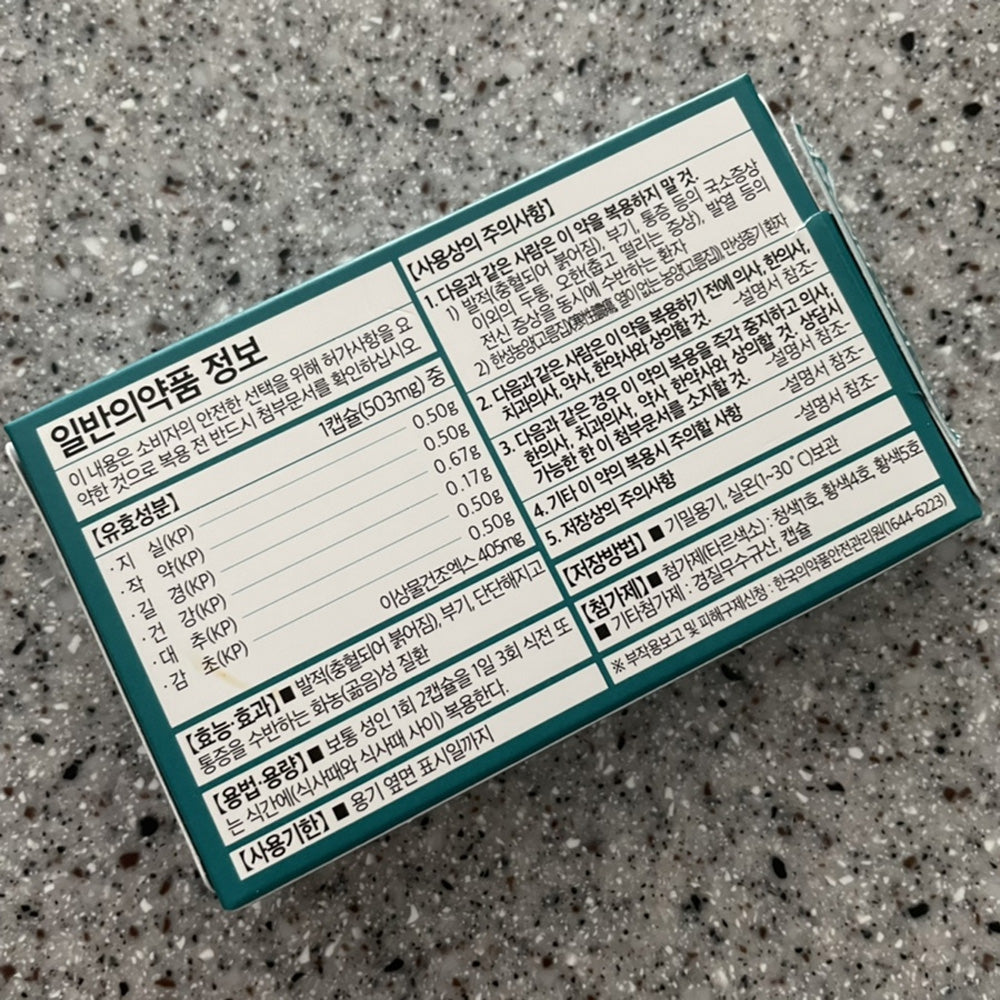 일반의약품 정보
이 내용은 소비자의 안전한 선택을 위해 허가사항을 요
약한 것으로 복용 전 반드시 첨부문서를 확인하십시오
【유효성분】 1캡슐(503mg) 중
· 지 실(KP) 0.50g
· 작 약(KP) 0.50g
· 길 경(KP) 0.67g
· 건 강(KP) 0.17g
· 대 추(KP) 0.50g
· 감 초(KP) 0.50g
이상물건조엑스 405mg
【효능·효과】 ■ 발적(충혈되어 붉어짐), 부기, 단단해지고
통증을 수반하는 화농(곪음)성 질환
【용법·용량】 ■ 보통 성인 1회 2캡슐을 1일 3회 식전 또
는 식간에(식사때와 식사때 사이) 복용한다.
【사용기한】 ■ 용기 옆면 표시일까지
【사용상의 주의사항】
1. 다음과 같은 사람은 이 약을 복용하지 말 것.
1) 발적(충혈되어 붉어짐), 부기, 통증 등의 국소증상
이외의 두통, 오한(춥고 떨리는 증상), 발열 등의
전신 증상을 동시에 수반하는 환자
2) 한성농양(고름집)(열이 없는 농양(고름집)), 만성중기 환자
2. 다음과 같은 사람은 이 약을 복용하기 전에 의사, 한의사,
치과의사, 약사, 한약사와 상의할 것 -설명서 참조-
3. 다음과 같은 경우 이 약의 복용을 즉각 중지하고 의사,
한의사, 치과의사, 약사, 한약사와 상의할 것. 상담시
가능한 한 이 첨부문서를 소지할 것. -설명서 참조-
4. 기타 이 약의 복용시 주의할 사항 -설명서 참조-
5. 저장상의 주의사항 -설명서 참조-
【저장방법】 ■ 기밀용기, 실온(1~30˚C)보관
【첨가제】 ■ 첨가제(타르색소) : 청색1호, 황색4호, 황색5호
■ 기타첨가제 : 경질무수규산, 캡슐
※ 부작용보고 및 피해구제신청 : 한국의약품안전관리원(1644-6223)